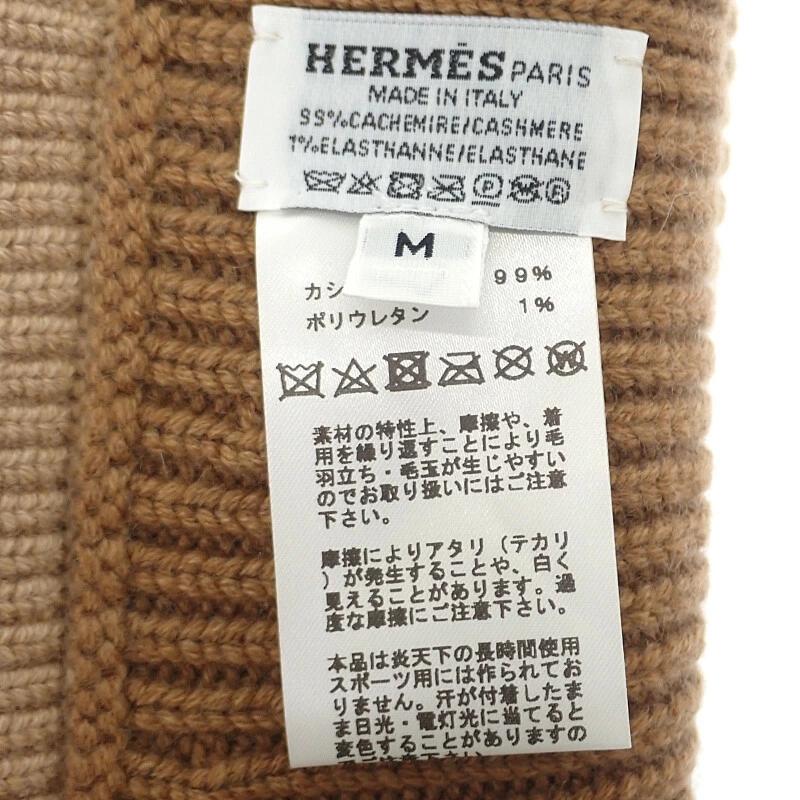 HERMÈS PARIS
MADE IN ITALY
99%CACHEMIRE/CASHMERE
1%ELASTHANNE/ELASTHANE
P W R
M
カシ 99%
ポリウレタン 1%
W
素材の特性上、摩擦や、着
用を繰り返すことにより毛
羽立ち・毛玉が生じやすい
のでお取り扱いにはご注意
下さい。
摩擦によりアタリ（テカリ
）が発生することや、白く
見えることがあります。過
度な摩擦にご注意下さい。
本品は炎天下の長時間使用
スポーツ用には作られてお
りません。汗が付着したま
ま日光・電灯光に当てると
変色することがありますの